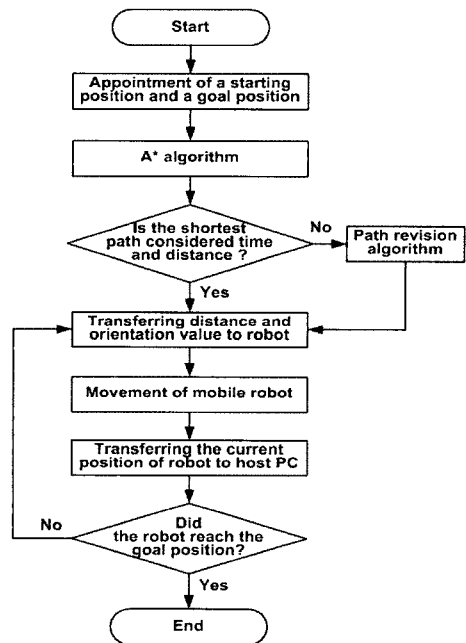 Start
Appointment of a starting
position and a goal position
A* algorithm
Is the shortest
path considered time
and distance ?
No
Path revision
algorithm
Yes
Transferring distance and
orientation value to robot
Movement of mobile robot
Transferring the current
position of robot to host PC
No
Did
the robot reach the
goal position?
Yes
End